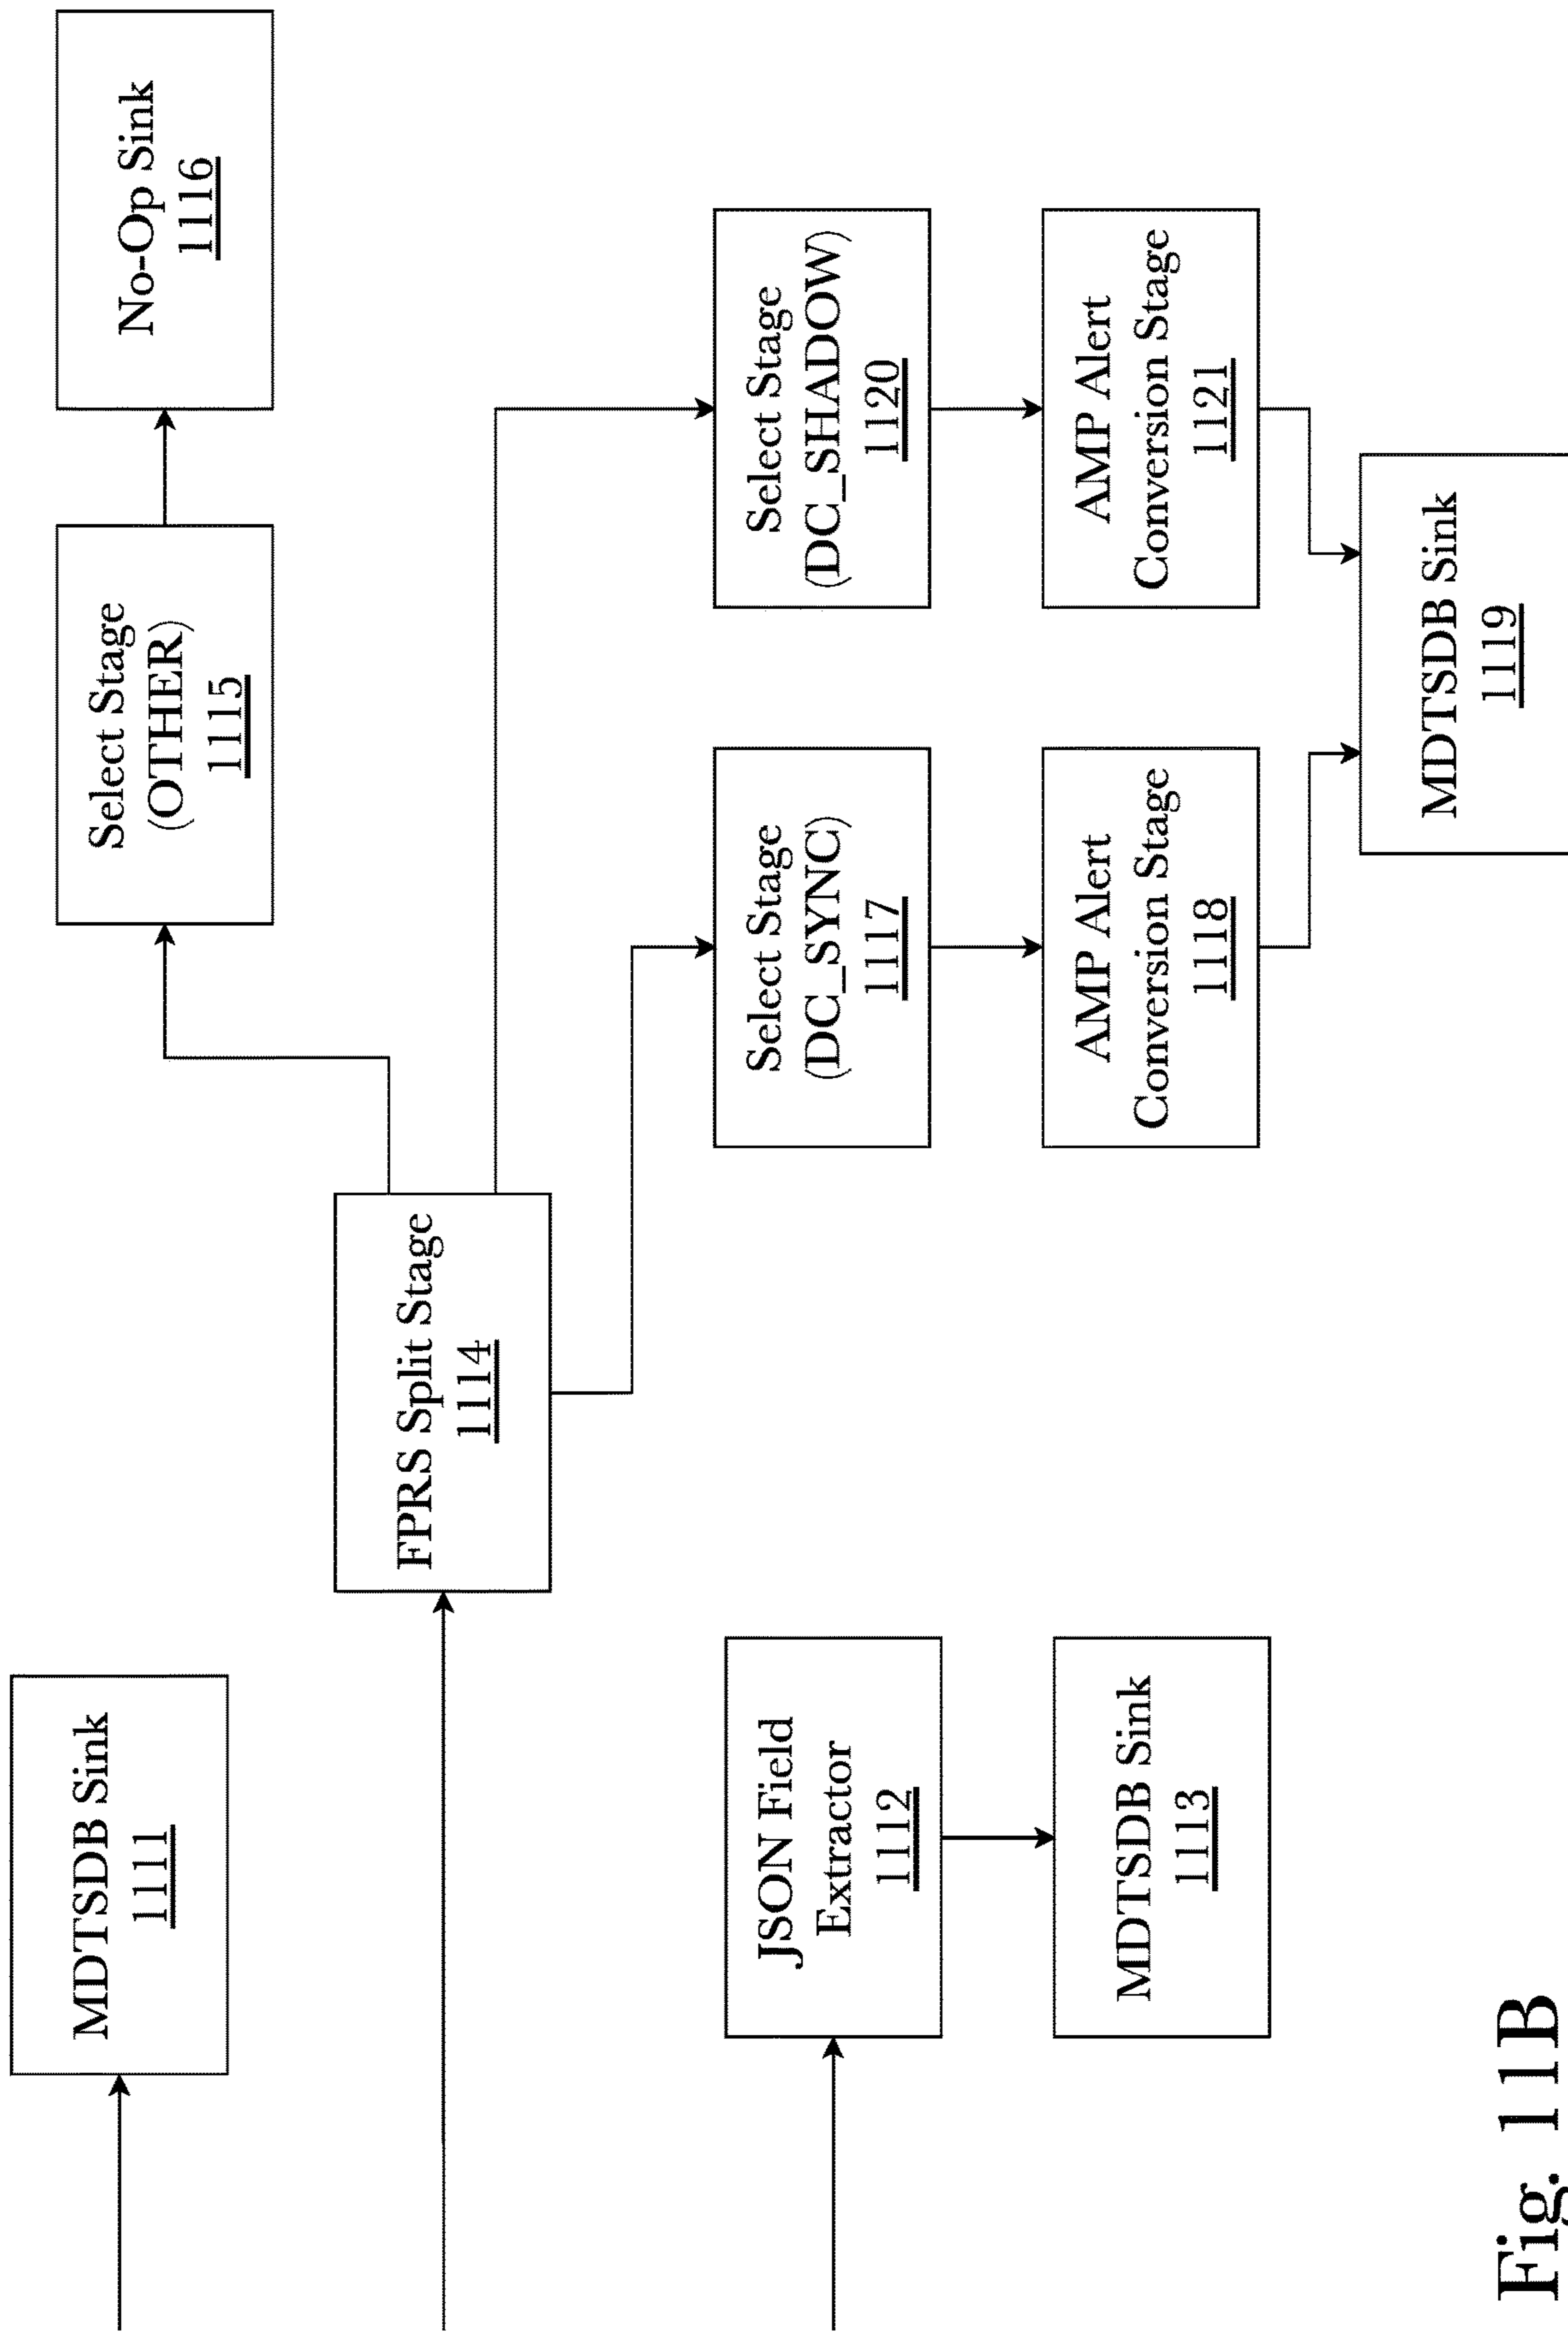 MDTSDB Sink
1111
FPRS Split Stage
1114
Select Stage
(OTHER)
1115
No-Op Sink
1116
JSON Field
Extractor
1112
MDTSDB Sink
1113
Select Stage
(DC_SYNC)
1117
Select Stage
(DC_SHADOW)
1120
AMP Alert
Conversion Stage
1118
AMP Alert
Conversion Stage
1121
MDTSDB Sink
1119
Fig. 11B